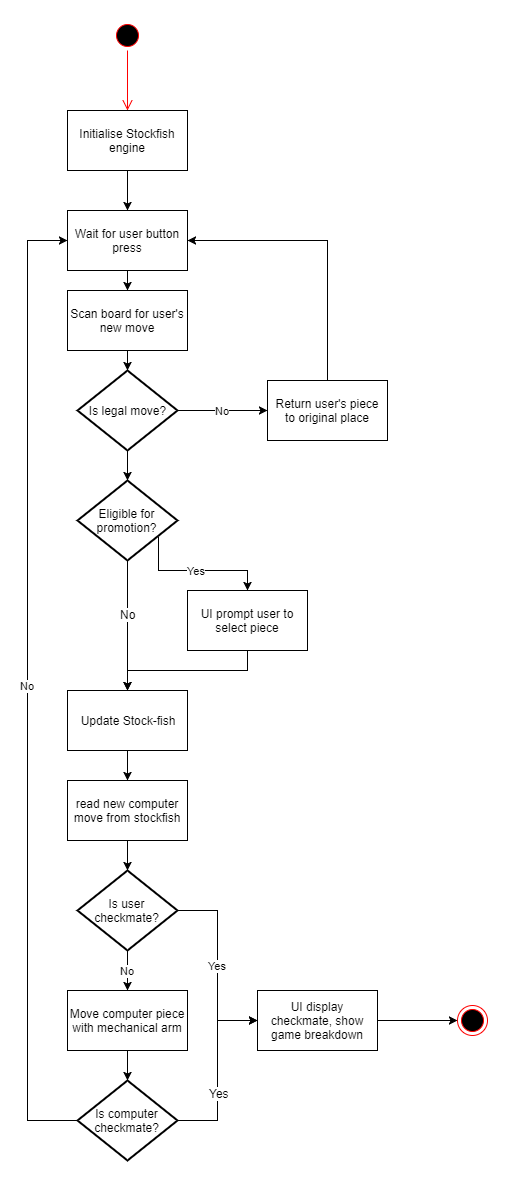 Initialise Stockfish
engine
Wait for user button
press
Scan board for user's
new move
Is legal move?
No
Return user's piece
to original place
Eligible for
promotion?
Yes
No
UI prompt user to
select piece
No
Update Stock-fish
read new computer
move from stockfish
Is user
checkmate?
Yes
No
Move computer piece
with mechanical arm
UI display
checkmate, show
game breakdown
Yes
Is computer
checkmate?